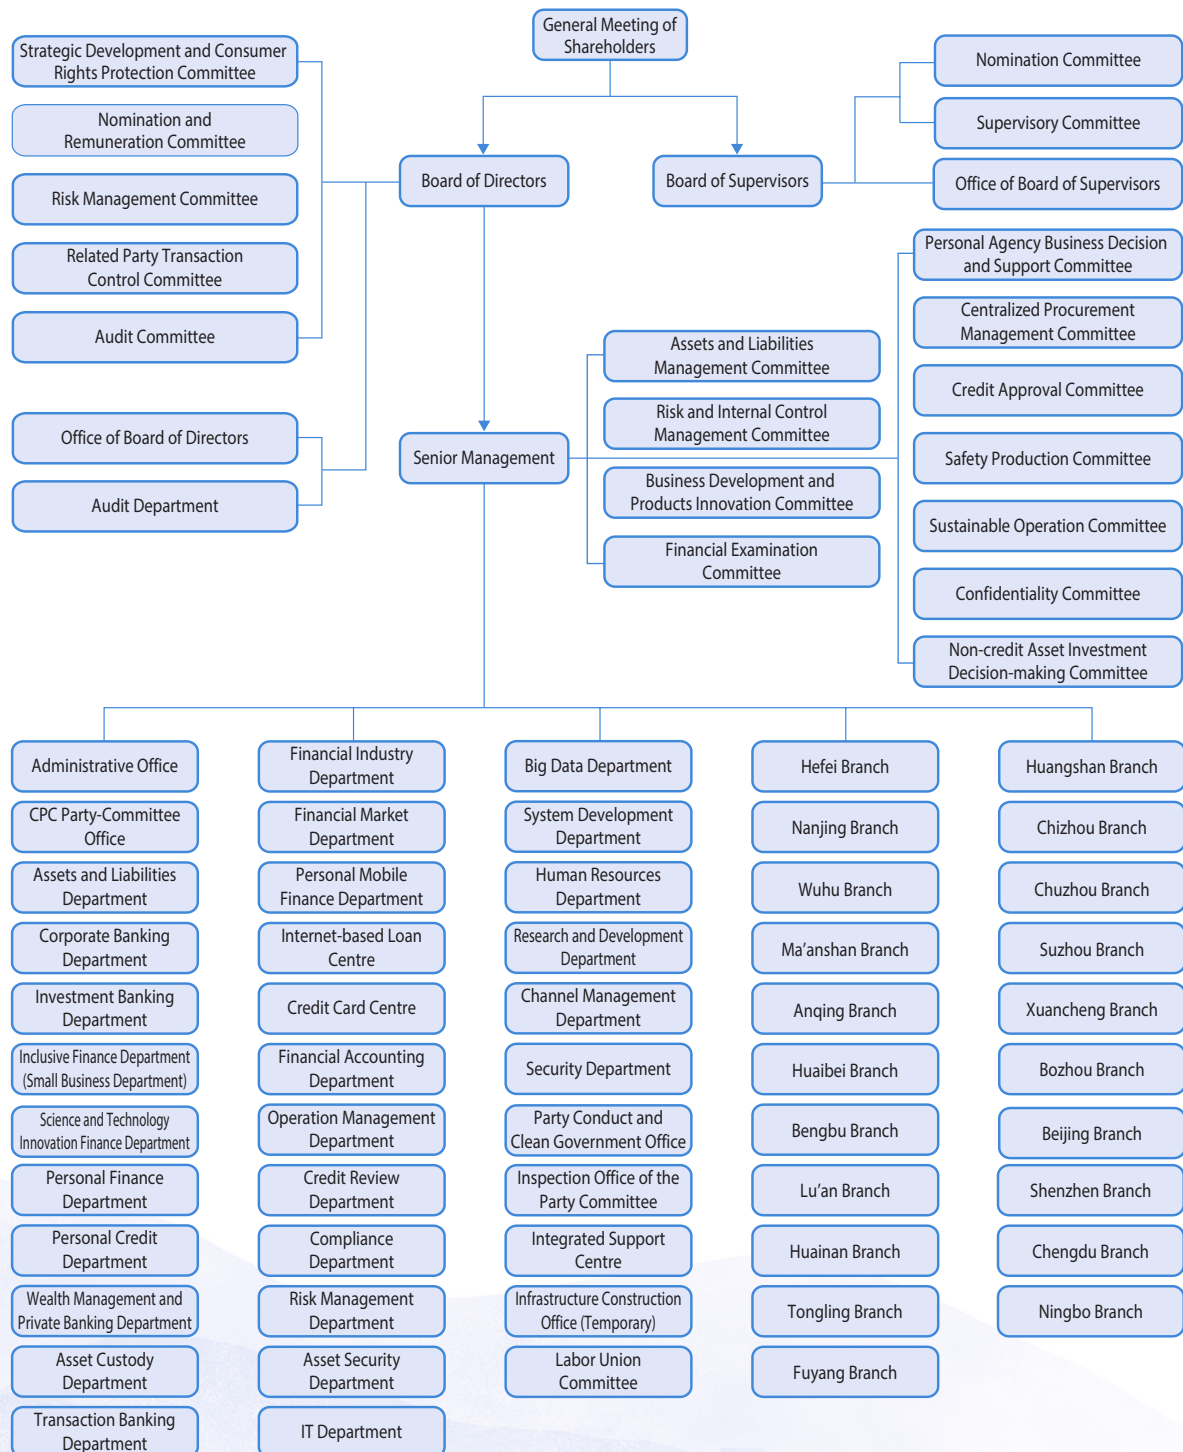 General Meeting of
Shareholders
Strategic Development and Consumer
Rights Protection Committee
Nomination and
Remuneration Committee
Risk Management Committee
Related Party Transaction
Control Committee
Audit Committee
Office of Board of Directors
Audit Department
Board of Directors
Board of Supervisors
Nomination Committee
Supervisory Committee
Office of Board of Supervisors
Senior Management
Assets and Liabilities
Management Committee
Risk and Internal Control
Management Committee
Business Development and
Products Innovation Committee
Financial Examination
Committee
Personal Agency Business Decision
and Support Committee
Centralized Procurement
Management Committee
Credit Approval Committee
Safety Production Committee
Sustainable Operation Committee
Confidentiality Committee
Non-credit Asset Investment
Decision-making Committee
Administrative Office
CPC Party-Committee
Office
Assets and Liabilities
Department
Corporate Banking
Department
Investment Banking
Department
Inclusive Finance Department
(Small Business Department)
Science and Technology
Innovation Finance Department
Personal Finance
Department
Personal Credit
Department
Wealth Management and
Private Banking Department
Asset Custody
Department
Transaction Banking
Department
Financial Industry
Department
Financial Market
Department
Personal Mobile
Finance Department
Internet-based Loan
Centre
Credit Card Centre
Financial Accounting
Department
Operation Management
Department
Credit Review
Department
Compliance
Department
Risk Management
Department
Asset Security
Department
IT Department
Big Data Department
System Development
Department
Human Resources
Department
Research and Development
Department
Channel Management
Department
Security Department
Party Conduct and
Clean Government Office
Inspection Office of the
Party Committee
Integrated Support
Centre
Infrastructure Construction
Office (Temporary)
Labor Union
Committee
Hefei Branch
Nanjing Branch
Wuhu Branch
Ma'anshan Branch
Anqing Branch
Huaibei Branch
Bengbu Branch
Lu'an Branch
Huainan Branch
Tongling Branch
Fuyang Branch
Huangshan Branch
Chizhou Branch
Chuzhou Branch
Suzhou Branch
Xuancheng Branch
Bozhou Branch
Beijing Branch
Shenzhen Branch
Chengdu Branch
Ningbo Branch